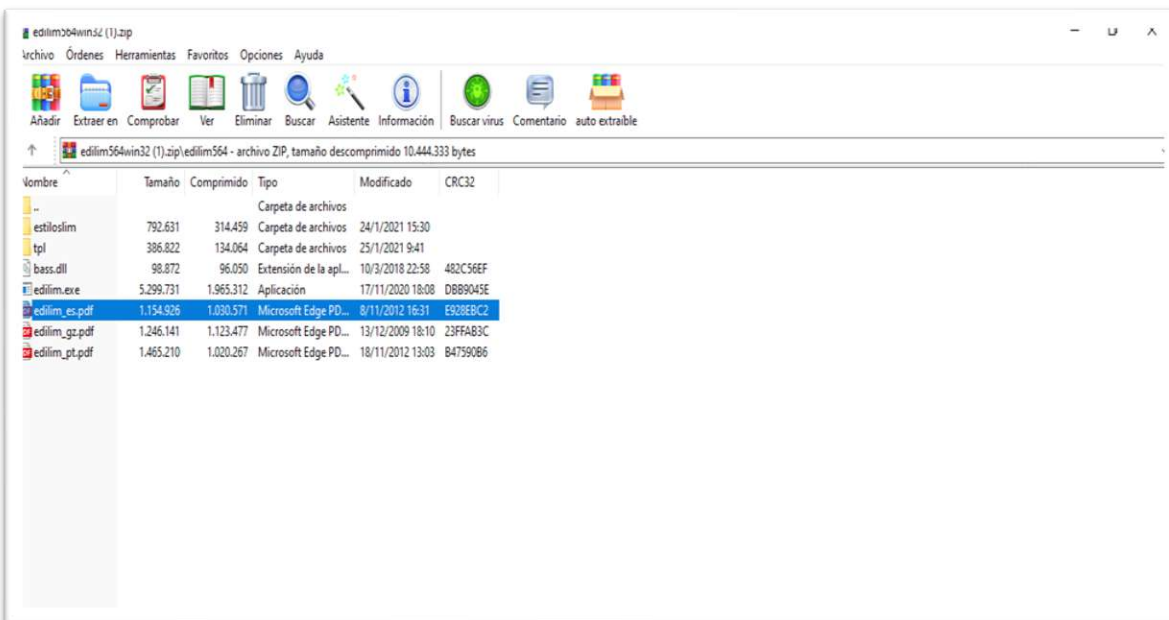 edilim564win32 (1).zip
Archivo Órdenes Herramientas Favoritos Opciones Ayuda
Añadir Extraer en Comprobar Ver Eliminar Buscar Asistente Información Buscar virus Comentario auto extraíble
edilim564win32 (1).zip\edilim564 - archivo ZIP, tamaño descomprimido 10.444.333 bytes
Nombre Tamaño Comprimido Tipo Modificado CRC32
.. Carpeta de archivos
estiloslim 792.631 314.459 Carpeta de archivos 24/1/2021 15:30
tpl 386.822 134.064 Carpeta de archivos 25/1/2021 9:41
bass.dll 98.872 96.050 Extensión de la apl... 10/3/2018 22:58 482C56EF
edilim.exe 5.299.731 1.965.312 Aplicación 17/11/2020 18:08 DBB9045E
edilim_es.pdf 1.154.926 1.030.571 Microsoft Edge PD... 8/11/2012 16:31 E928EBC2
edilim_gz.pdf 1.246.141 1.123.477 Microsoft Edge PD... 13/12/2009 18:10 23FFAB3C
edilim_pt.pdf 1.465.210 1.020.267 Microsoft Edge PD... 18/11/2012 13:03 B47590B6